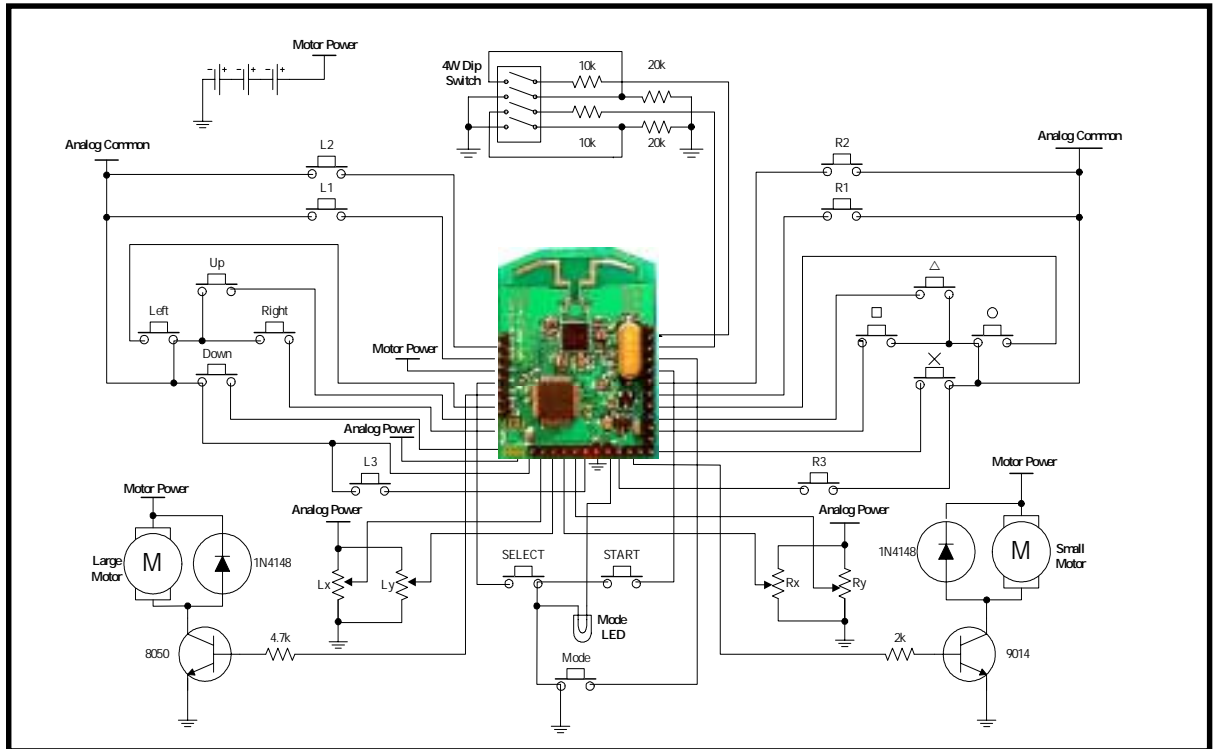 Motor Power
4W Dip
Switch
10k
20k
10k
20k
Analog Common
Analog Common
L2
R2
L1
R1
Up
Left
Right
Down
Motor Power
Analog Power
L3
R3
Motor Power
Motor Power
Analog Power
Analog Power
Large
Motor
M
1N4148
Lx
Ly
SELECT
START
Rx
Ry
1N4148
M
Small
Motor
Mode
LED
Mode
8050
4.7k
2k
9014